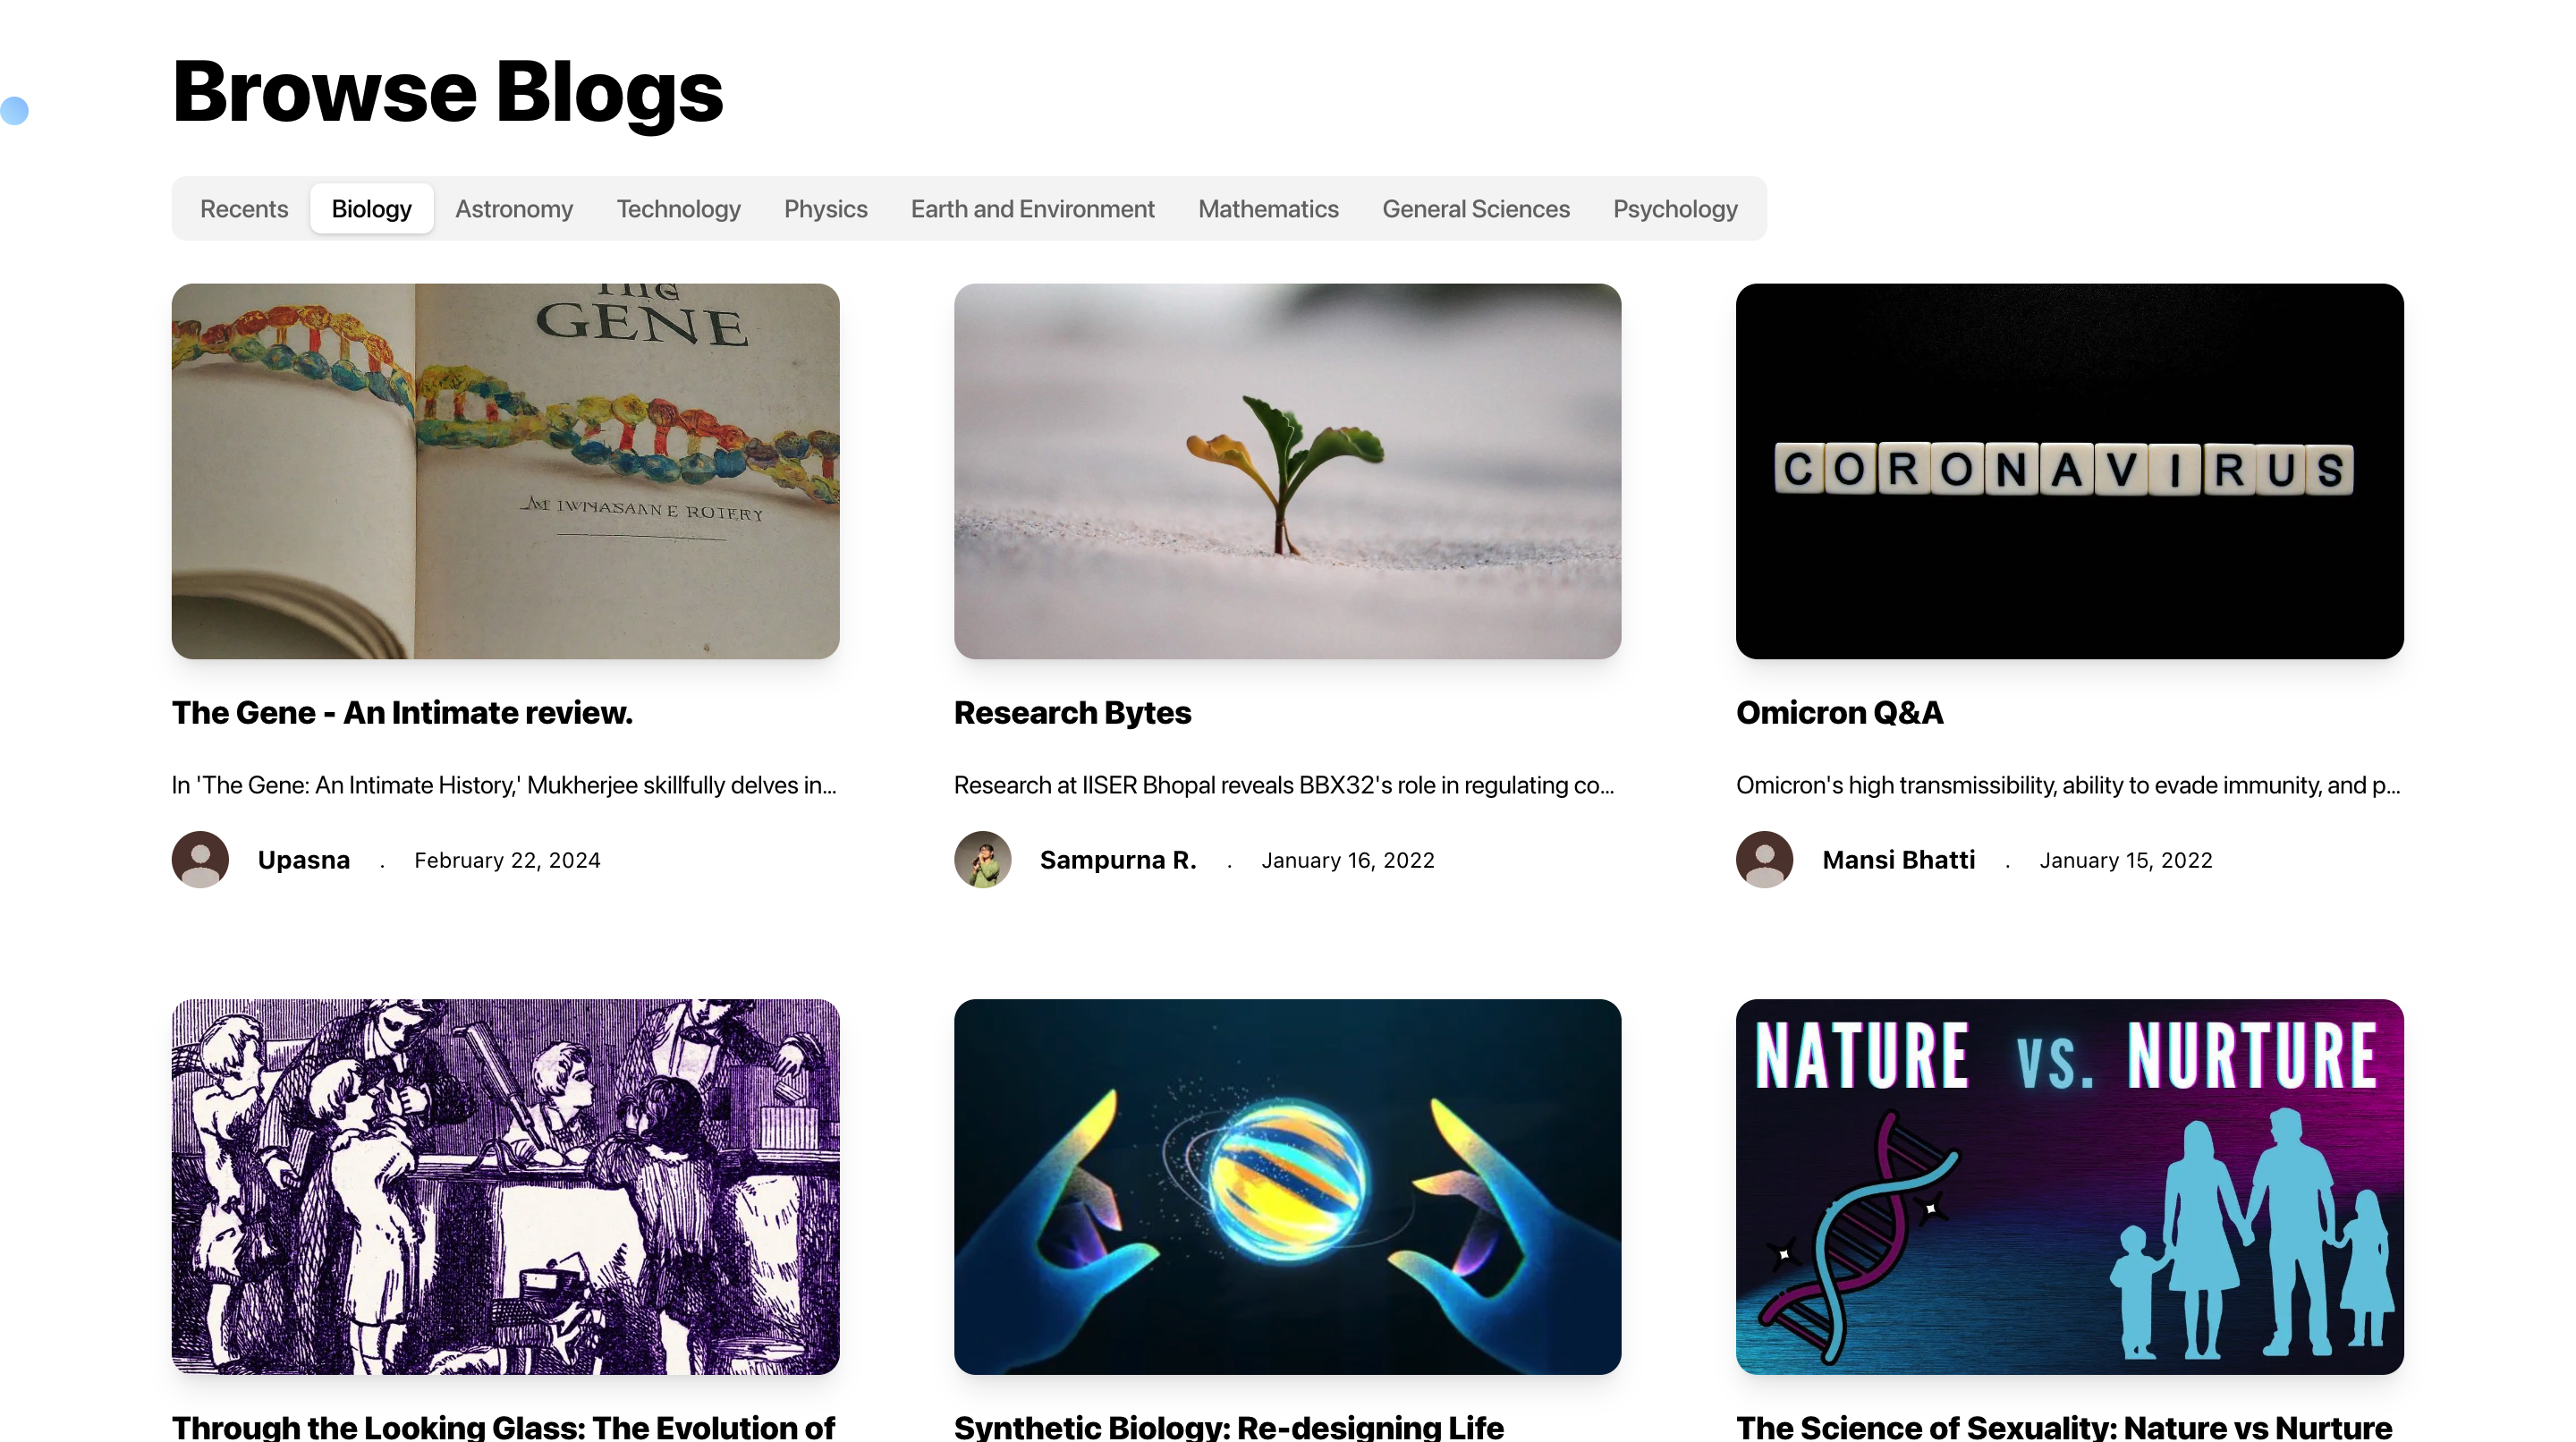 Browse Blogs
Recents Biology Astronomy Technology Physics Earth and Environment Mathematics General Sciences Psychology
GENE
CORONAVIRUS
The Gene - An Intimate review.
Research Bytes
Omicron Q&A
In 'The Gene: An Intimate History,' Mukherjee skillfully delves in...
Research at IISER Bhopal reveals BBX32's role in regulating co...
Omicron's high transmissibility, ability to evade immunity, and p...
Upasna . February 22, 2024
Sampurna R. . January 16, 2022
Mansi Bhatti . January 15, 2022
NATURE VS. NURTURE
Through the Looking Glass: The Evolution of
Synthetic Biology: Re-designing Life
The Science of Sexuality: Nature vs Nurture